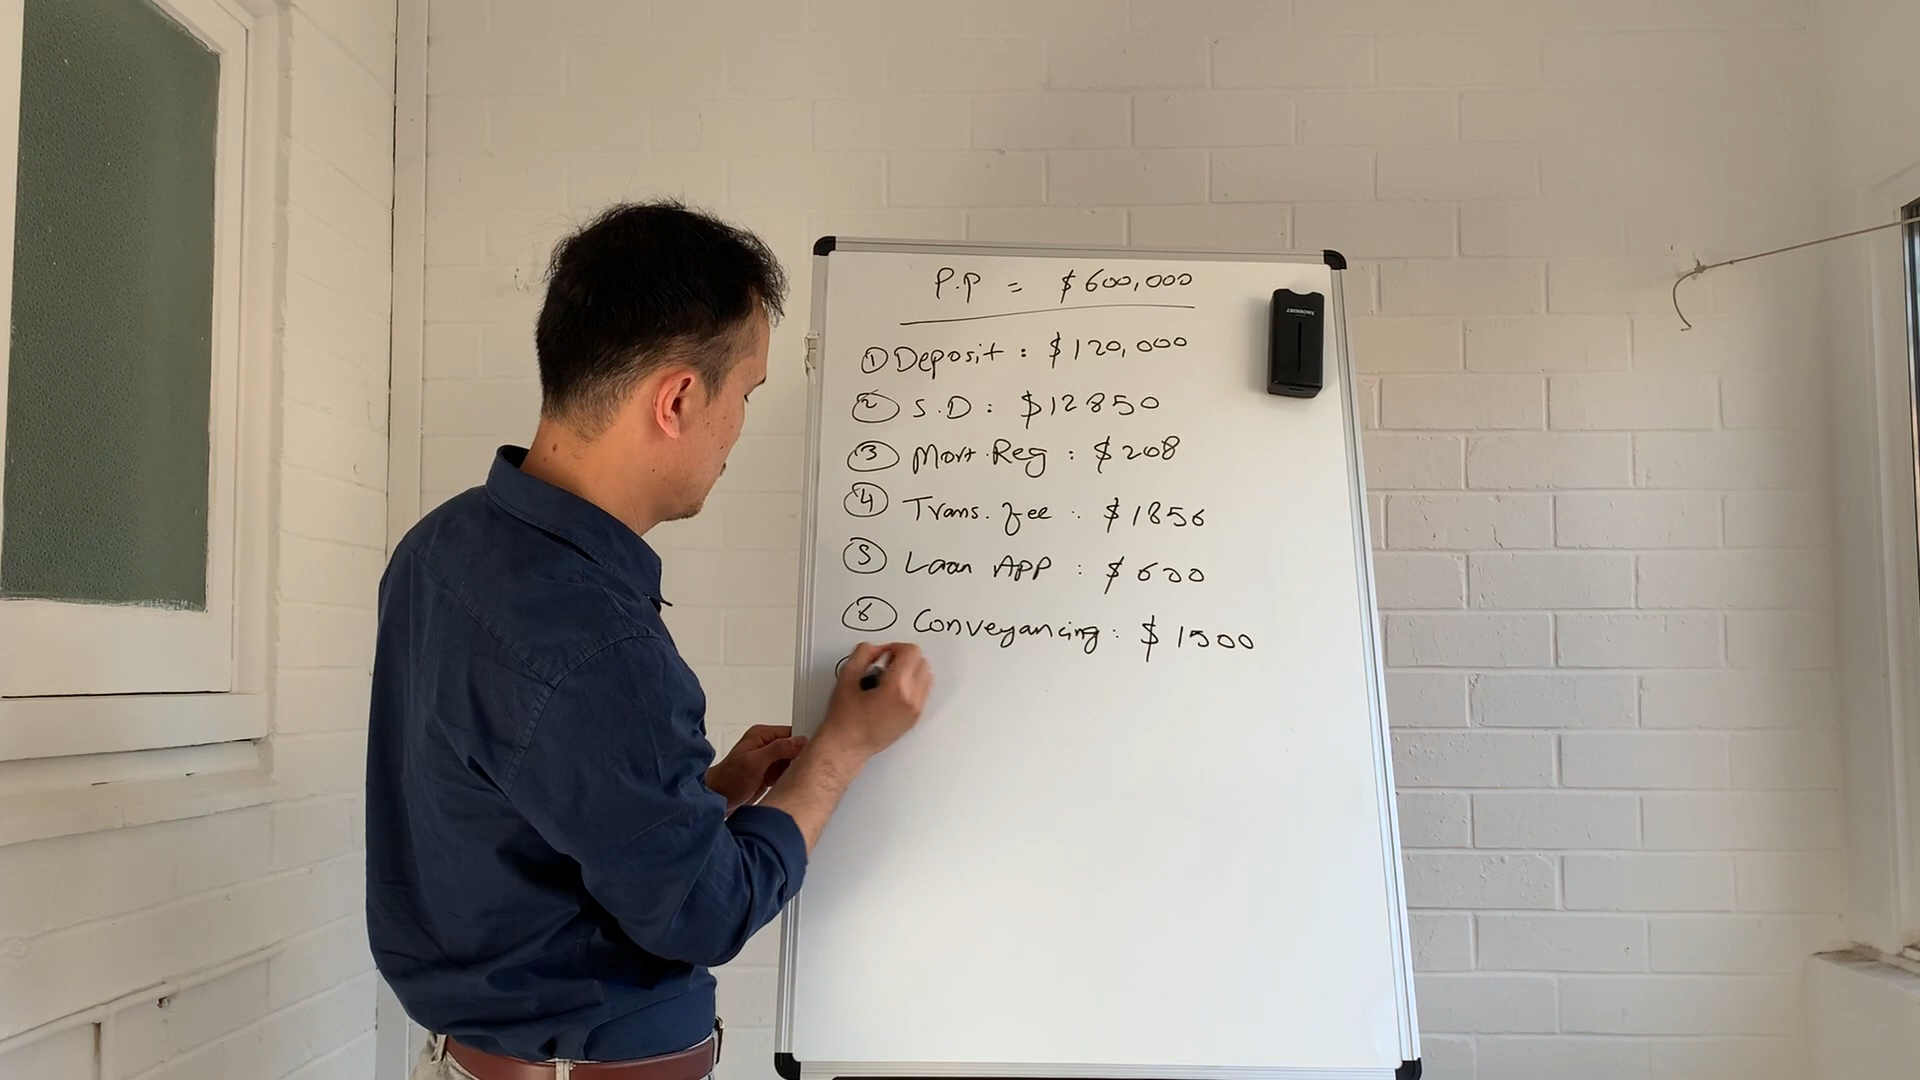 P.P = $600,000
① Deposit : $120,000
② S.D : $12850
③ Mort.Reg : $208
④ Trans. fee : $1856
⑤ Loan APP : $600
⑥ Conveyancing : $1500